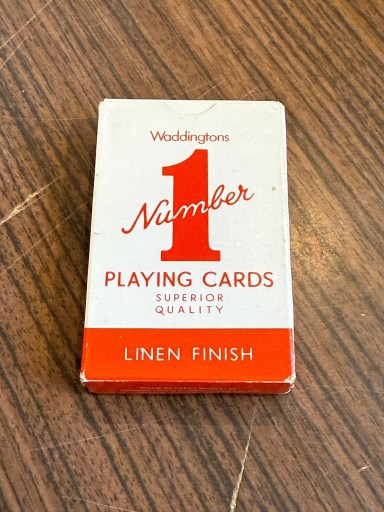 Waddingtons
Number
1
PLAYING CARDS
SUPERIOR
QUALITY
LINEN FINISH